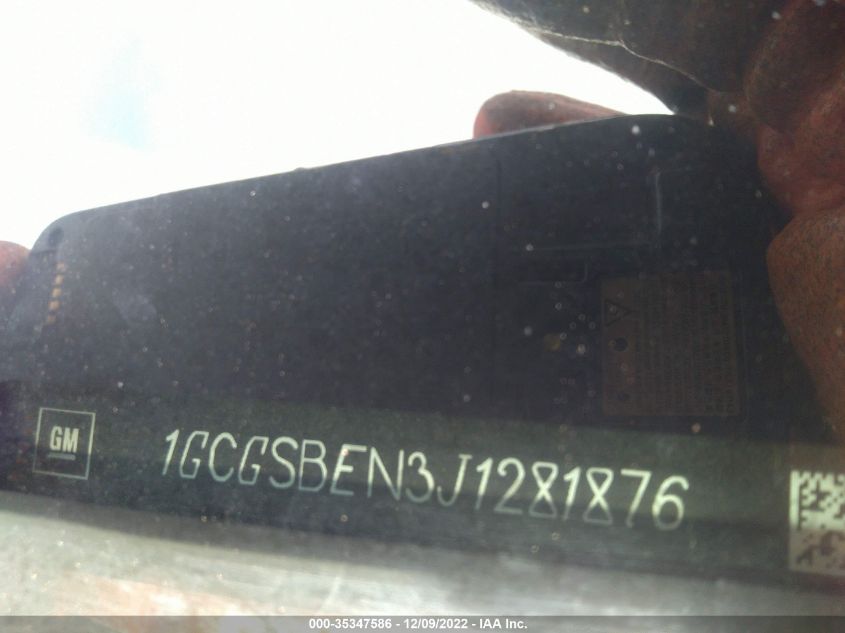 GM
1GCGSBEN3J1281876
000-35347586 - 12/09/2022 - IAA Inc.